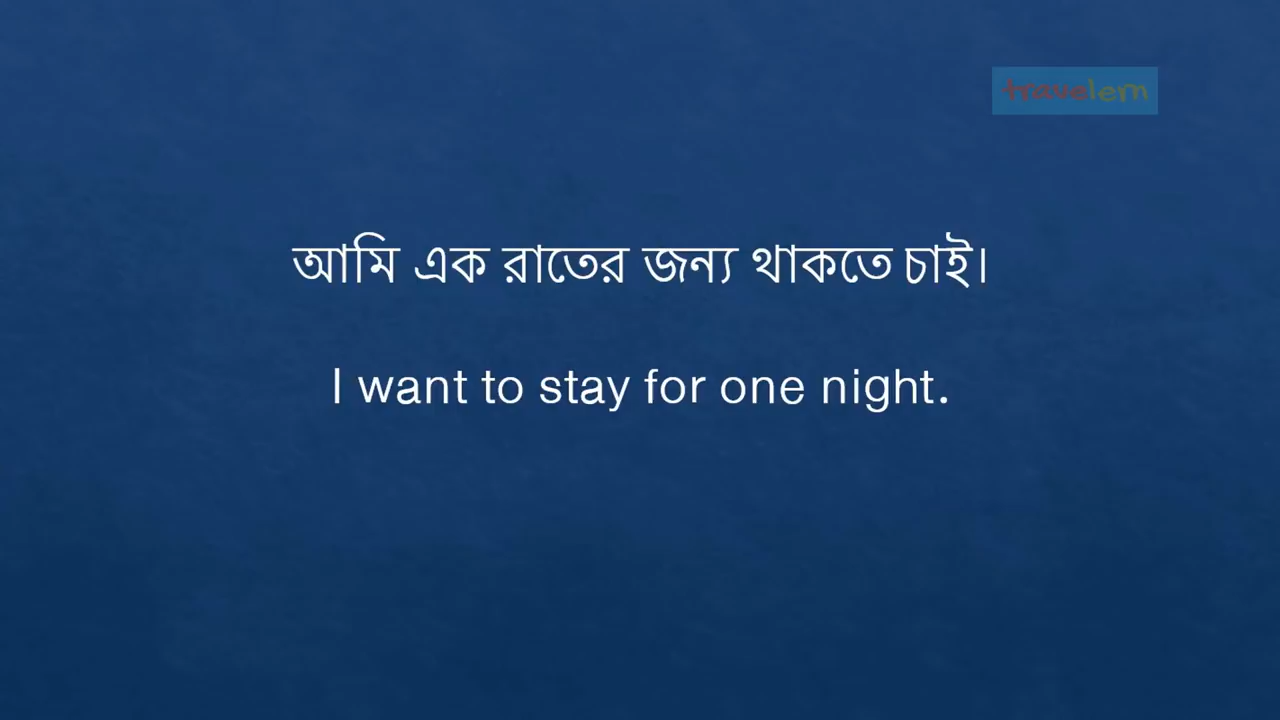 travelem
আমি এক রাতের জন্য থাকতে চাই।
I want to stay for one night.